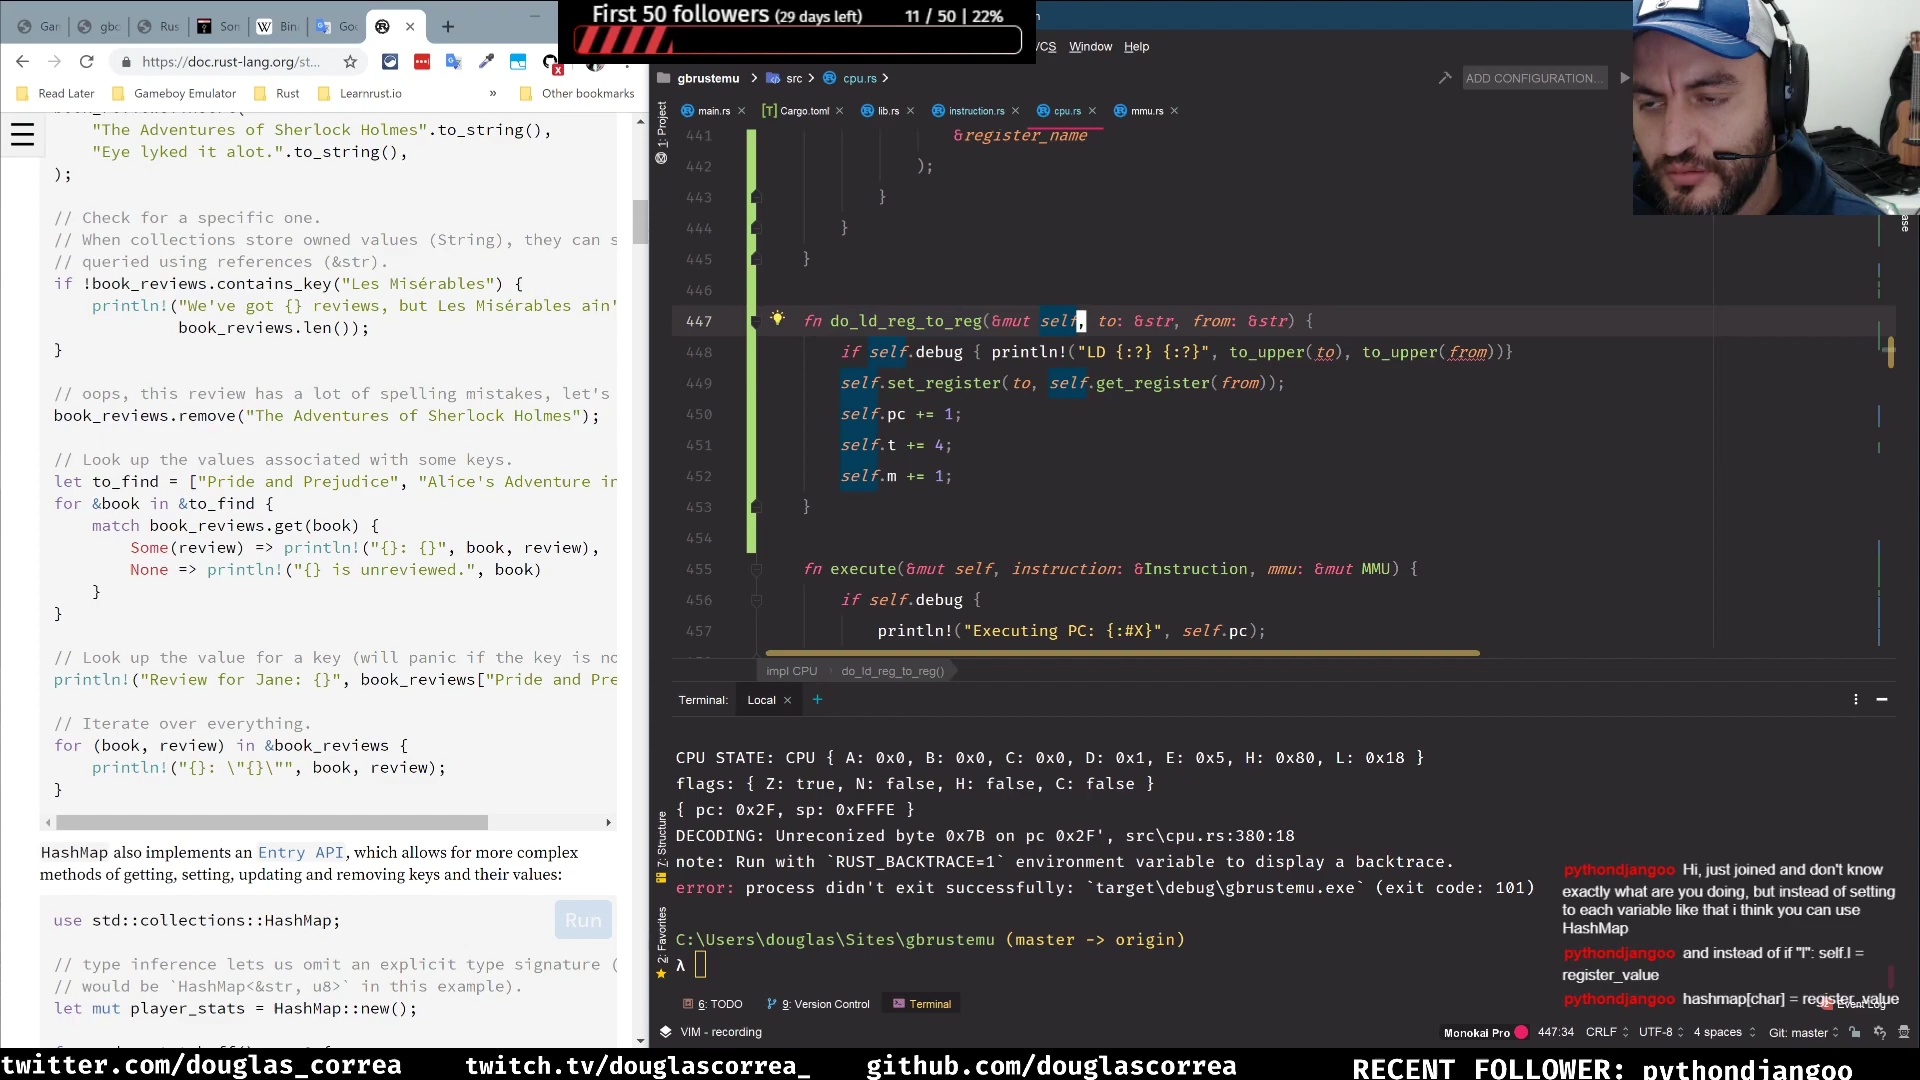 First 50 followers (29 days left) 11 / 50 | 22%
Gar
gbc
Rus
Son
Bin
Goo
https://doc.rust-lang.org/st...
Read Later
Gameboy Emulator
Rust
Learnrust.io
»
Other bookmarks
"The Adventures of Sherlock Holmes".to_string(),
"Eye lyked it alot.".to_string(),
);
// Check for a specific one.
// When collections store owned values (String), they can s
// queried using references (&str).
if !book_reviews.contains_key("Les Misérables") {
println!("We've got {} reviews, but Les Misérables ain'
book_reviews.len());
}
// oops, this review has a lot of spelling mistakes, let's
book_reviews.remove("The Adventures of Sherlock Holmes");
// Look up the values associated with some keys.
let to_find = ["Pride and Prejudice", "Alice's Adventure in
for &book in &to_find {
match book_reviews.get(book) {
Some(review) => println!("{}: {}", book, review),
None => println!("{} is unreviewed.", book)
}
}
// Look up the value for a key (will panic if the key is no
println!("Review for Jane: {}", book_reviews["Pride and Pre
// Iterate over everything.
for (book, review) in &book_reviews {
println!("{}: \"{}\"", book, review);
}
HashMap also implements an Entry API, which allows for more complex
methods of getting, setting, updating and removing keys and their values:
use std::collections::HashMap;
Run
// type inference lets us omit an explicit type signature (
// would be `HashMap<&str, u8>` in this example).
let mut player_stats = HashMap::new();
VCS Window Help
gbrustemu > src > cpu.rs >
ADD CONFIGURATION...
main.rs
Cargo.toml
lib.rs
instruction.rs
cpu.rs
mmu.rs
1: Project
441 &register_name
442 );
443 }
444 }
445 }
446
447 fn do_ld_reg_to_reg(&mut self, to: &str, from: &str) {
448 if self.debug { println!("LD {:?} {:?}", to_upper(to), to_upper(from))}
449 self.set_register(to, self.get_register(from));
450 self.pc += 1;
451 self.t += 4;
452 self.m += 1;
453 }
454
455 fn execute(&mut self, instruction: &Instruction, mmu: &mut MMU) {
456 if self.debug {
457 println!("Executing PC: {:#X}", self.pc);
impl CPU > do_ld_reg_to_reg()
Terminal: Local × +
CPU STATE: CPU { A: 0x0, B: 0x0, C: 0x0, D: 0x1, E: 0x5, H: 0x80, L: 0x18 }
flags: { Z: true, N: false, H: false, C: false }
{ pc: 0x2F, sp: 0xFFFE }
DECODING: Unreconized byte 0x7B on pc 0x2F', src\cpu.rs:380:18
note: Run with `RUST_BACKTRACE=1` environment variable to display a backtrace.
error: process didn't exit successfully: `target\debug\gbrustemu.exe` (exit code: 101)
C:\Users\douglas\Sites\gbrustemu (master -> origin)
λ
7: Structure
2: Favorites
pythondjangoo Hi, just joined and don't know
exactly what are you doing, but instead of setting
to each variable like that i think you can use
HashMap
pythondjangoo and instead of if "l": self.l =
register_value
pythondjangoo hashmap[char] = register_value
6: TODO
9: Version Control
Terminal
Event Log
VIM - recording
Monokai Pro
447:34 CRLF UTF-8 4 spaces Git: master
twitter.com/douglas_correa
twitch.tv/douglascorrea_
github.com/douglascorrea
RECENT FOLLOWER: pythondjangoo